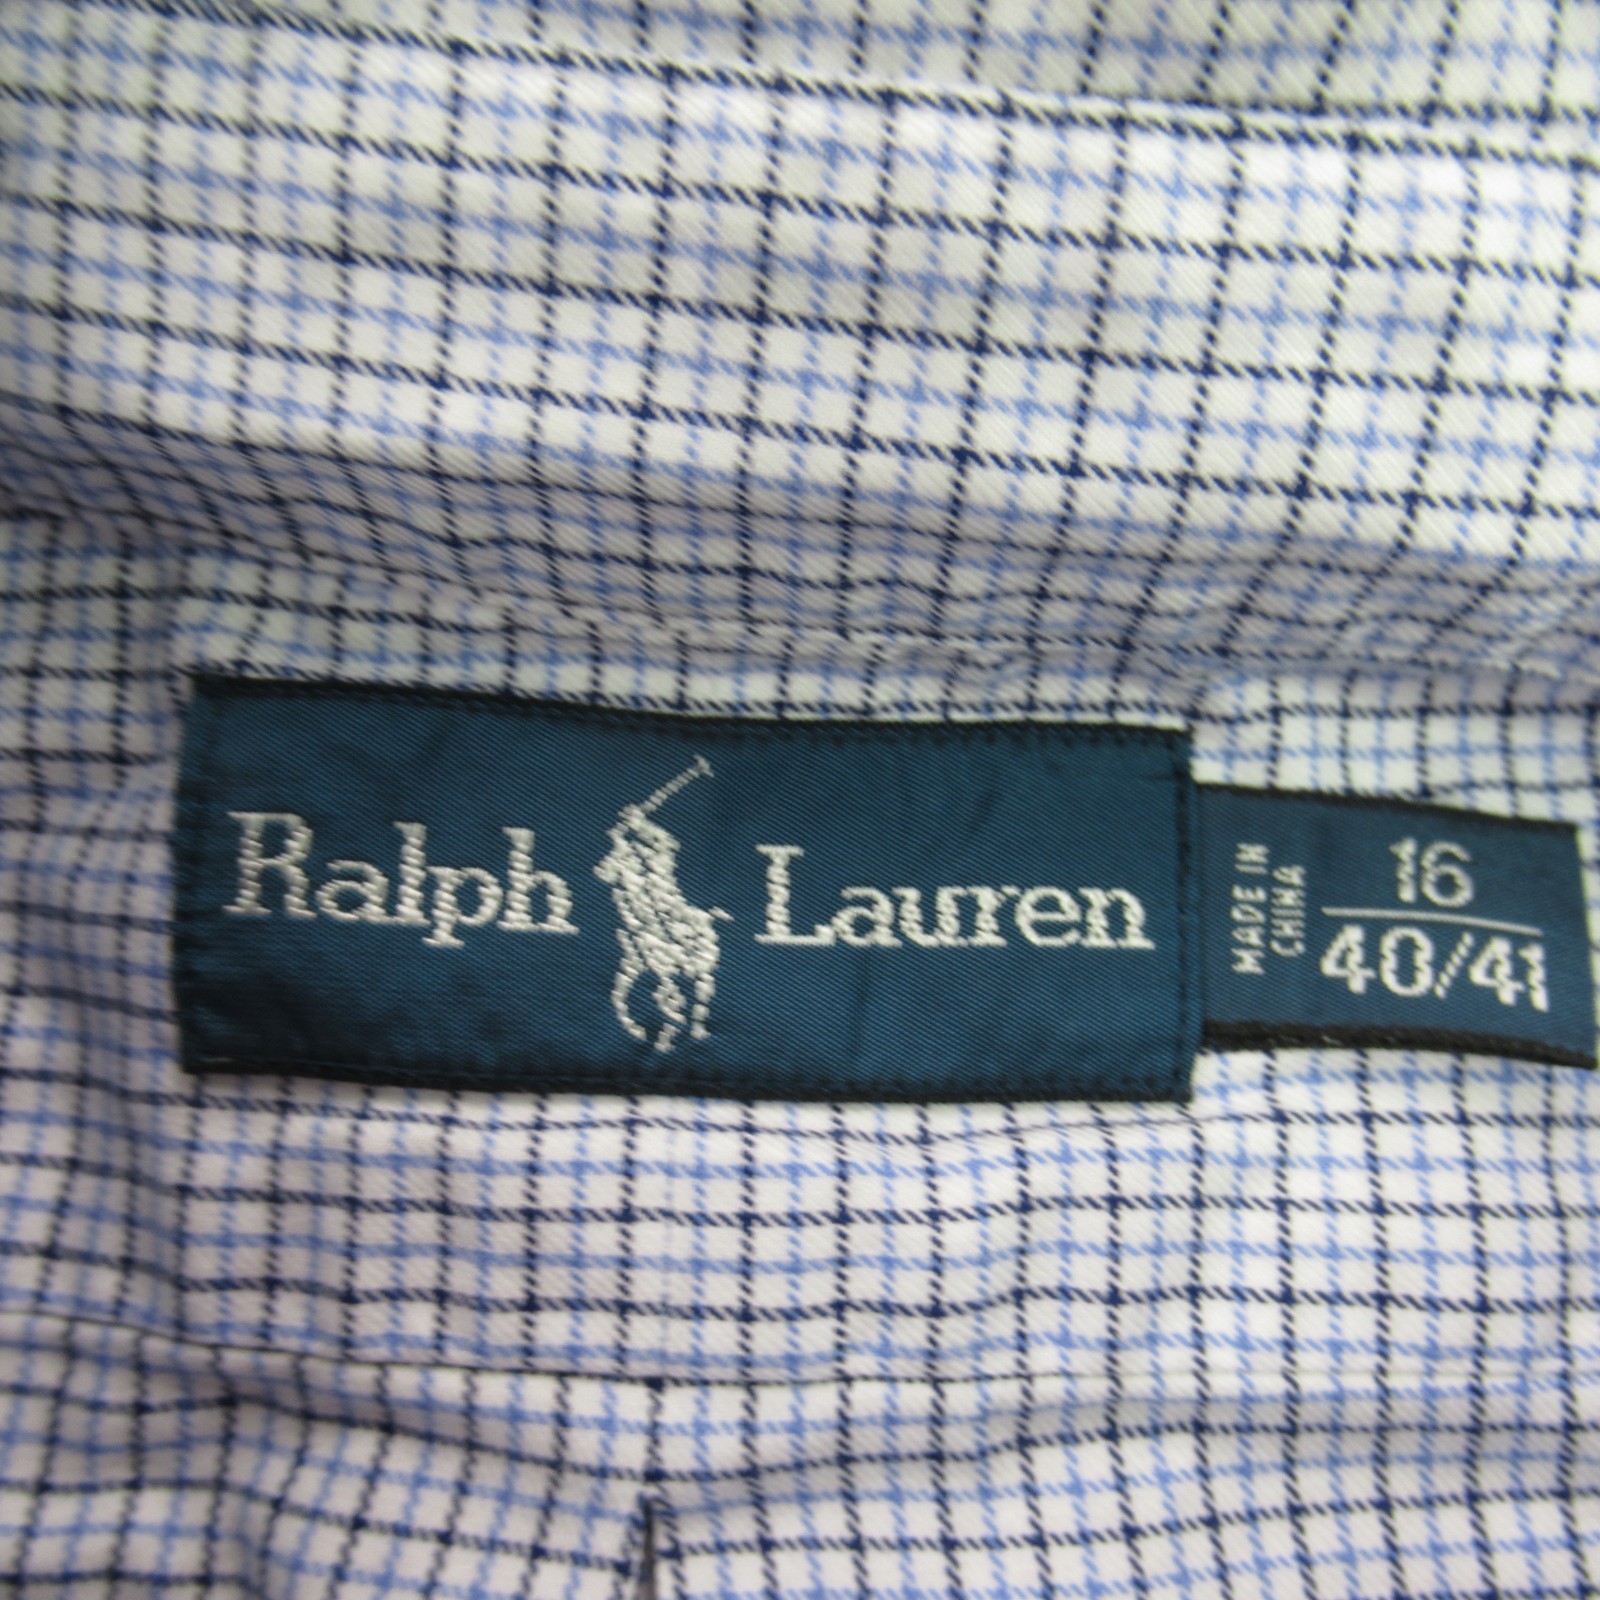 Ralph Lauren
MADE IN
CHINA
16
40/41